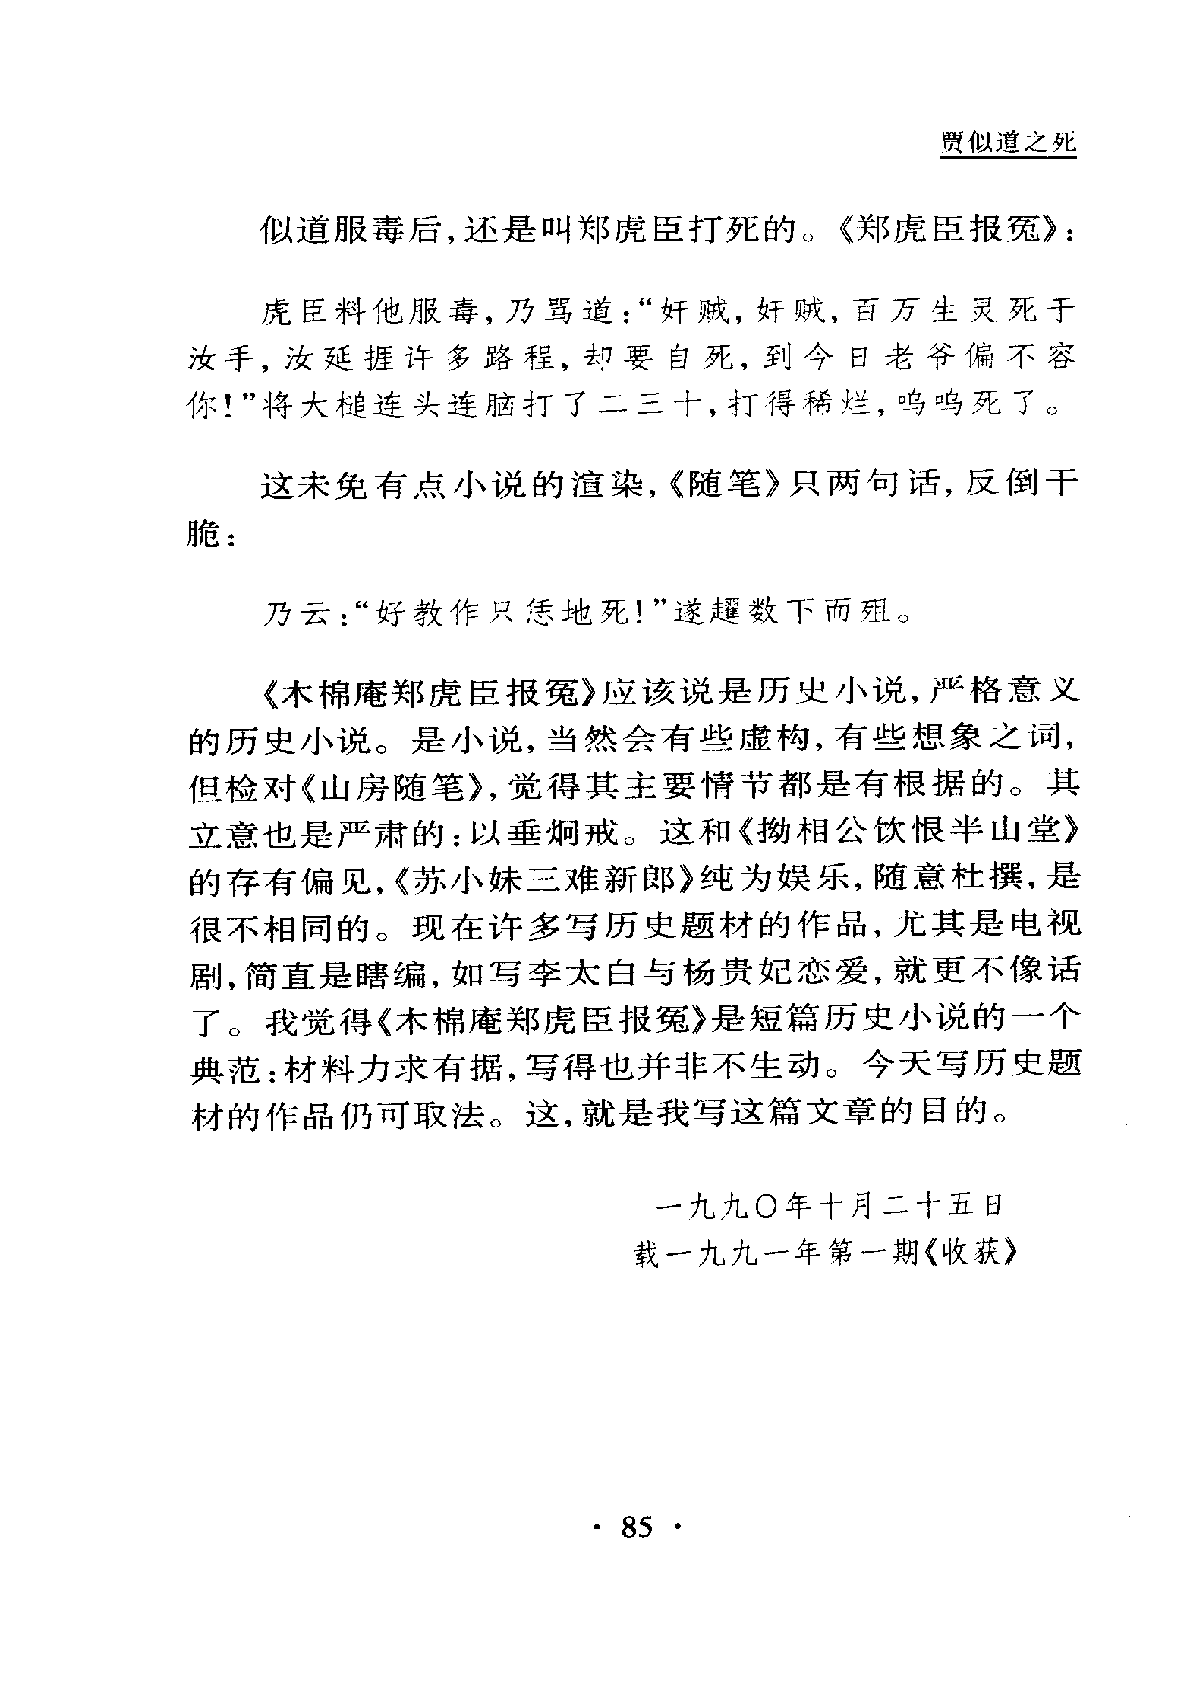 贾似道之死
似道服毒后,还是叫郑虎臣打死的。《郑虎臣报冤》:
虎臣料他服毒,乃骂道:“奸贼,奸贼,百万生灵死于
汝手,汝延捱许多路程,却要自死,到今日老爷偏不容
你!”将大槌连头连脑打了二三十,打得稀烂,呜呜死了。
这未免有点小说的渲染,《随笔》只两句话,反倒干
脆:
乃云:“好教作只恁地死!”遂趯数下而殂。
《木棉庵郑虎臣报冤》应该说是历史小说,严格意义
的历史小说。是小说,当然会有些虚构,有些想象之词,
但检对《山房随笔》,觉得其主要情节都是有根据的。其
立意也是严肃的:以垂炯戒。这和《拗相公饮恨半山堂》
的存有偏见,《苏小妹三难新郎》纯为娱乐,随意杜撰,是
很不相同的。现在许多写历史题材的作品,尤其是电视
剧,简直是瞎编,如写李太白与杨贵妃恋爱,就更不像话
了。我觉得《木棉庵郑虎臣报冤》是短篇历史小说的一个
典范:材料力求有据,写得也并非不生动。今天写历史题
材的作品仍可取法。这,就是我写这篇文章的目的。
一九九〇年十月二十五日
载一九九一年第一期《收获》
· 85 ·